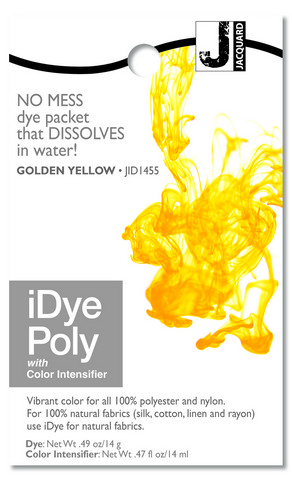 J
JACQUARD
NO MESS
dye packet
that DISSOLVES
in water!
GOLDEN YELLOW • JID1455
iDye
Poly
with
Color Intensifier
Vibrant color for all 100% polyester and nylon.
For 100% natural fabrics (silk, cotton, linen and rayon)
use iDye for natural fabrics.
Dye: Net Wt .49 oz/14 g
Color Intensifier: Net Wt .47 fl oz/14 ml